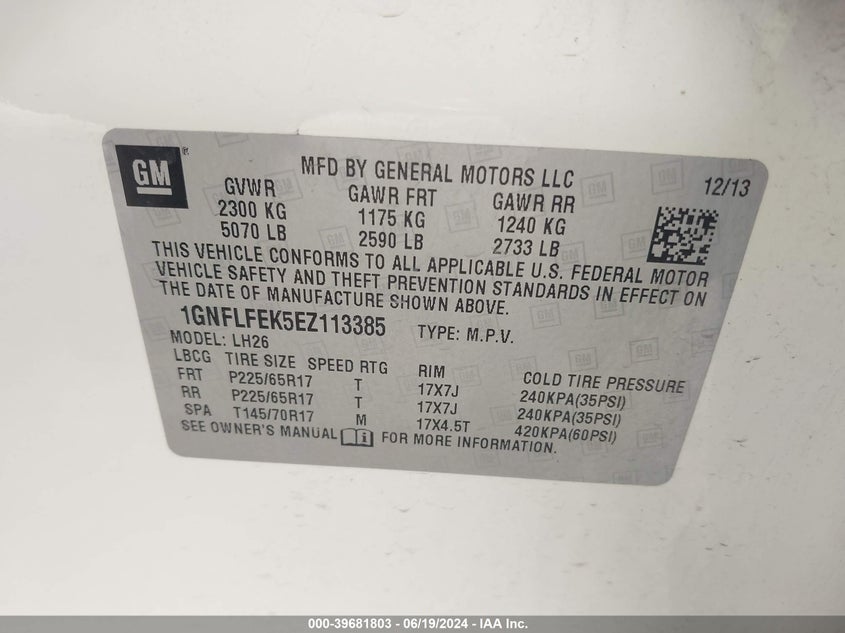 GM
MFD BY GENERAL MOTORS LLC
12/13
GVWR GAWR FRT GAWR RR
2300 KG 1175 KG 1240 KG
5070 LB 2590 LB 2733 LB
THIS VEHICLE CONFORMS TO ALL APPLICABLE U.S. FEDERAL MOTOR
VEHICLE SAFETY AND THEFT PREVENTION STANDARDS IN EFFECT ON
THE DATE OF MANUFACTURE SHOWN ABOVE.
1GNFLFEK5EZ113385 TYPE: M.P.V.
MODEL: LH26
LBCG TIRE SIZE SPEED RTG RIM COLD TIRE PRESSURE
FRT P225/65R17 T 17X7J 240KPA(35PSI)
RR P225/65R17 T 17X7J 240KPA(35PSI)
SPA T145/70R17 M 17X4.5T 420KPA(60PSI)
SEE OWNER'S MANUAL FOR MORE INFORMATION.
000-39681803 - 06/19/2024 - IAA Inc.